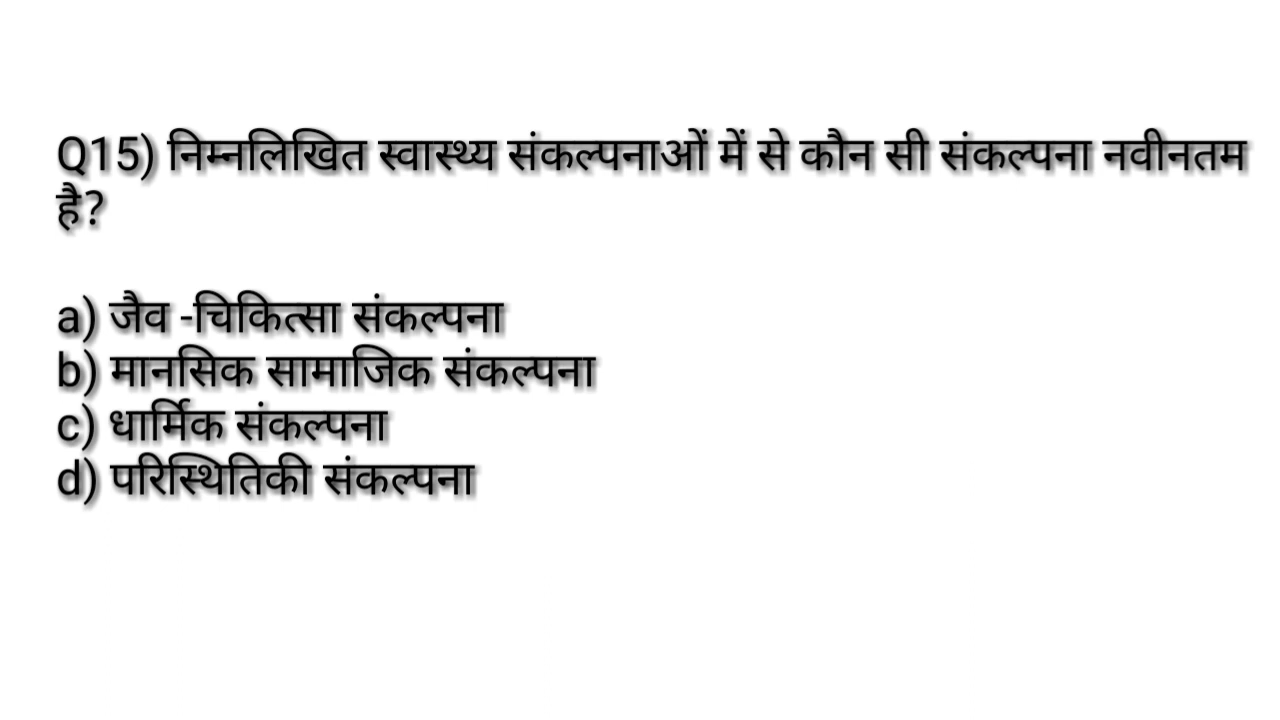 Q15) निम्नलिखित स्वास्थ्य संकल्पनाओं में से कौन सी संकल्पना नवीनतम
है?
a) जैव -चिकित्सा संकल्पना
b) मानसिक सामाजिक संकल्पना
c) धार्मिक संकल्पना
d) परिस्थितिकी संकल्पना